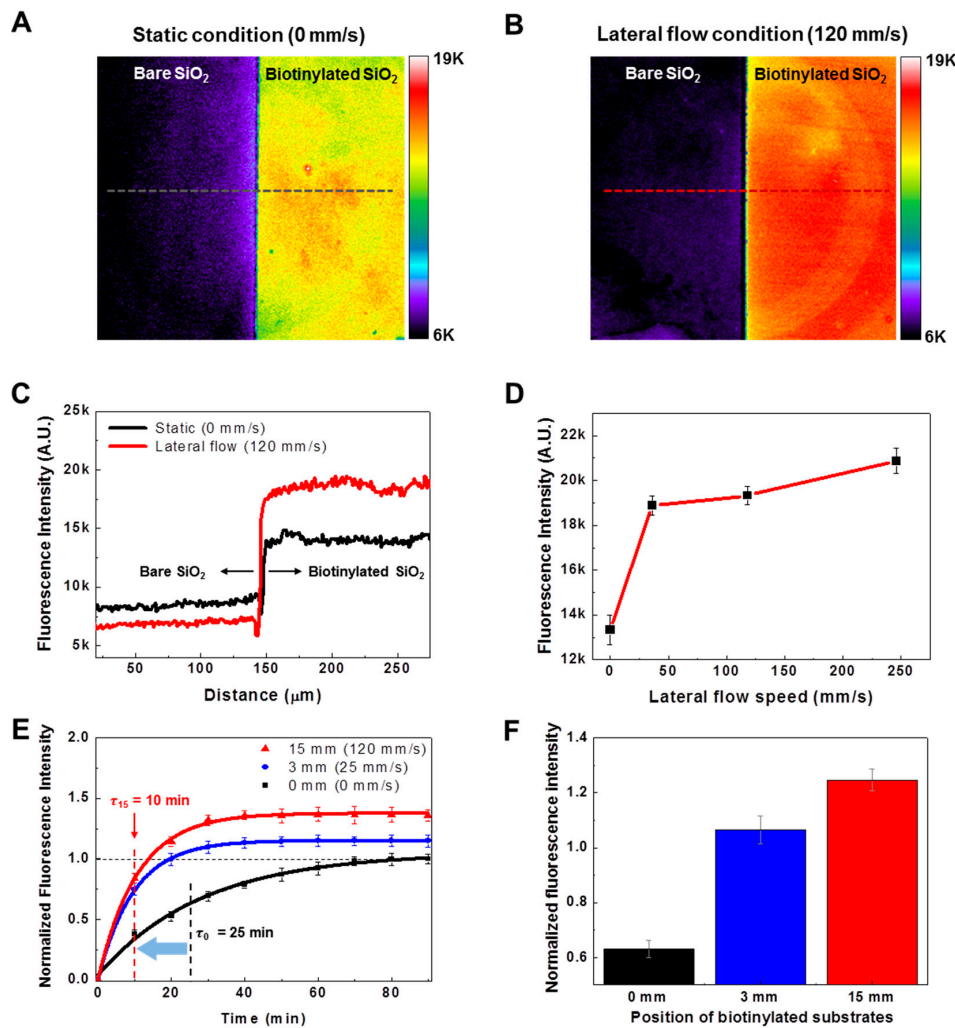 A
Static condition (0 mm/s)
Bare SiO₂
Biotinylated SiO₂
19K
6K
B
Lateral flow condition (120 mm/s)
Bare SiO₂
Biotinylated SiO₂
19K
6K
C
Fluorescence Intensity (A.U.)
25k
20k
15k
10k
5k
Static (0 mm/s)
Lateral flow (120 mm/s)
Bare SiO₂
Biotinylated SiO₂
50 100 150 200 250
Distance (μm)
D
Fluorescence Intensity (A.U.)
22k
20k
18k
16k
14k
12k
0 50 100 150 200 250
Lateral flow speed (mm/s)
E
Normalized Fluorescence Intensity
2.0
1.5
1.0
0.5
0.0
15 mm (120 mm/s)
3 mm (25 mm/s)
0 mm (0 mm/s)
τ₁₅ = 10 min
τ₀ = 25 min
0 20 40 60 80
Time (min)
F
Normalized fluorescence intensity
1.4
1.2
1.0
0.8
0.6
0 mm 3 mm 15 mm
Position of biotinylated substrates